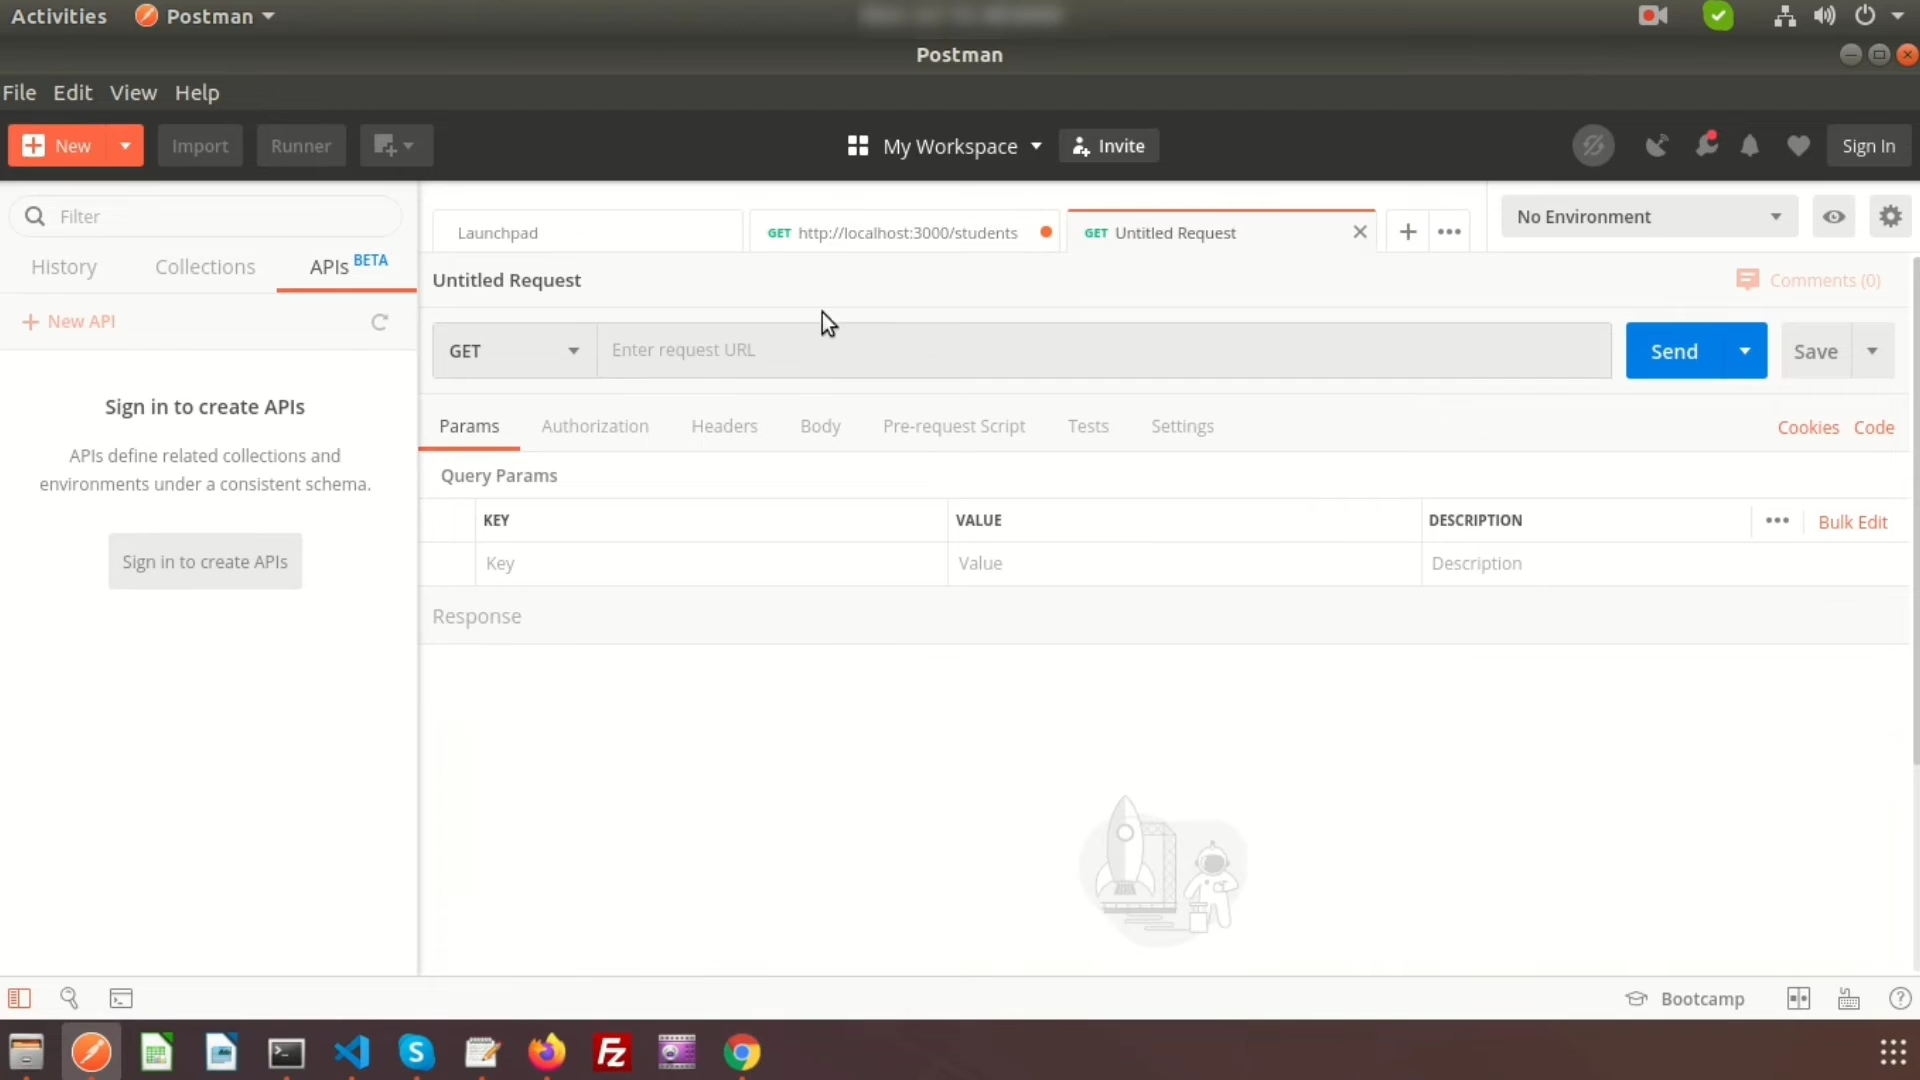 Activities Postman
Postman
File Edit View Help
New Import Runner My Workspace Invite Sign In
Filter
No Environment
Launchpad GET http://localhost:3000/students GET Untitled Request
History Collections APIs BETA
Untitled Request Comments (0)
New API
GET Enter request URL Send Save
Sign in to create APIs
Params Authorization Headers Body Pre-request Script Tests Settings Cookies Code
APIs define related collections and
environments under a consistent schema.
Query Params
KEY VALUE DESCRIPTION Bulk Edit
Key Value Description
Sign in to create APIs
Response
Bootcamp